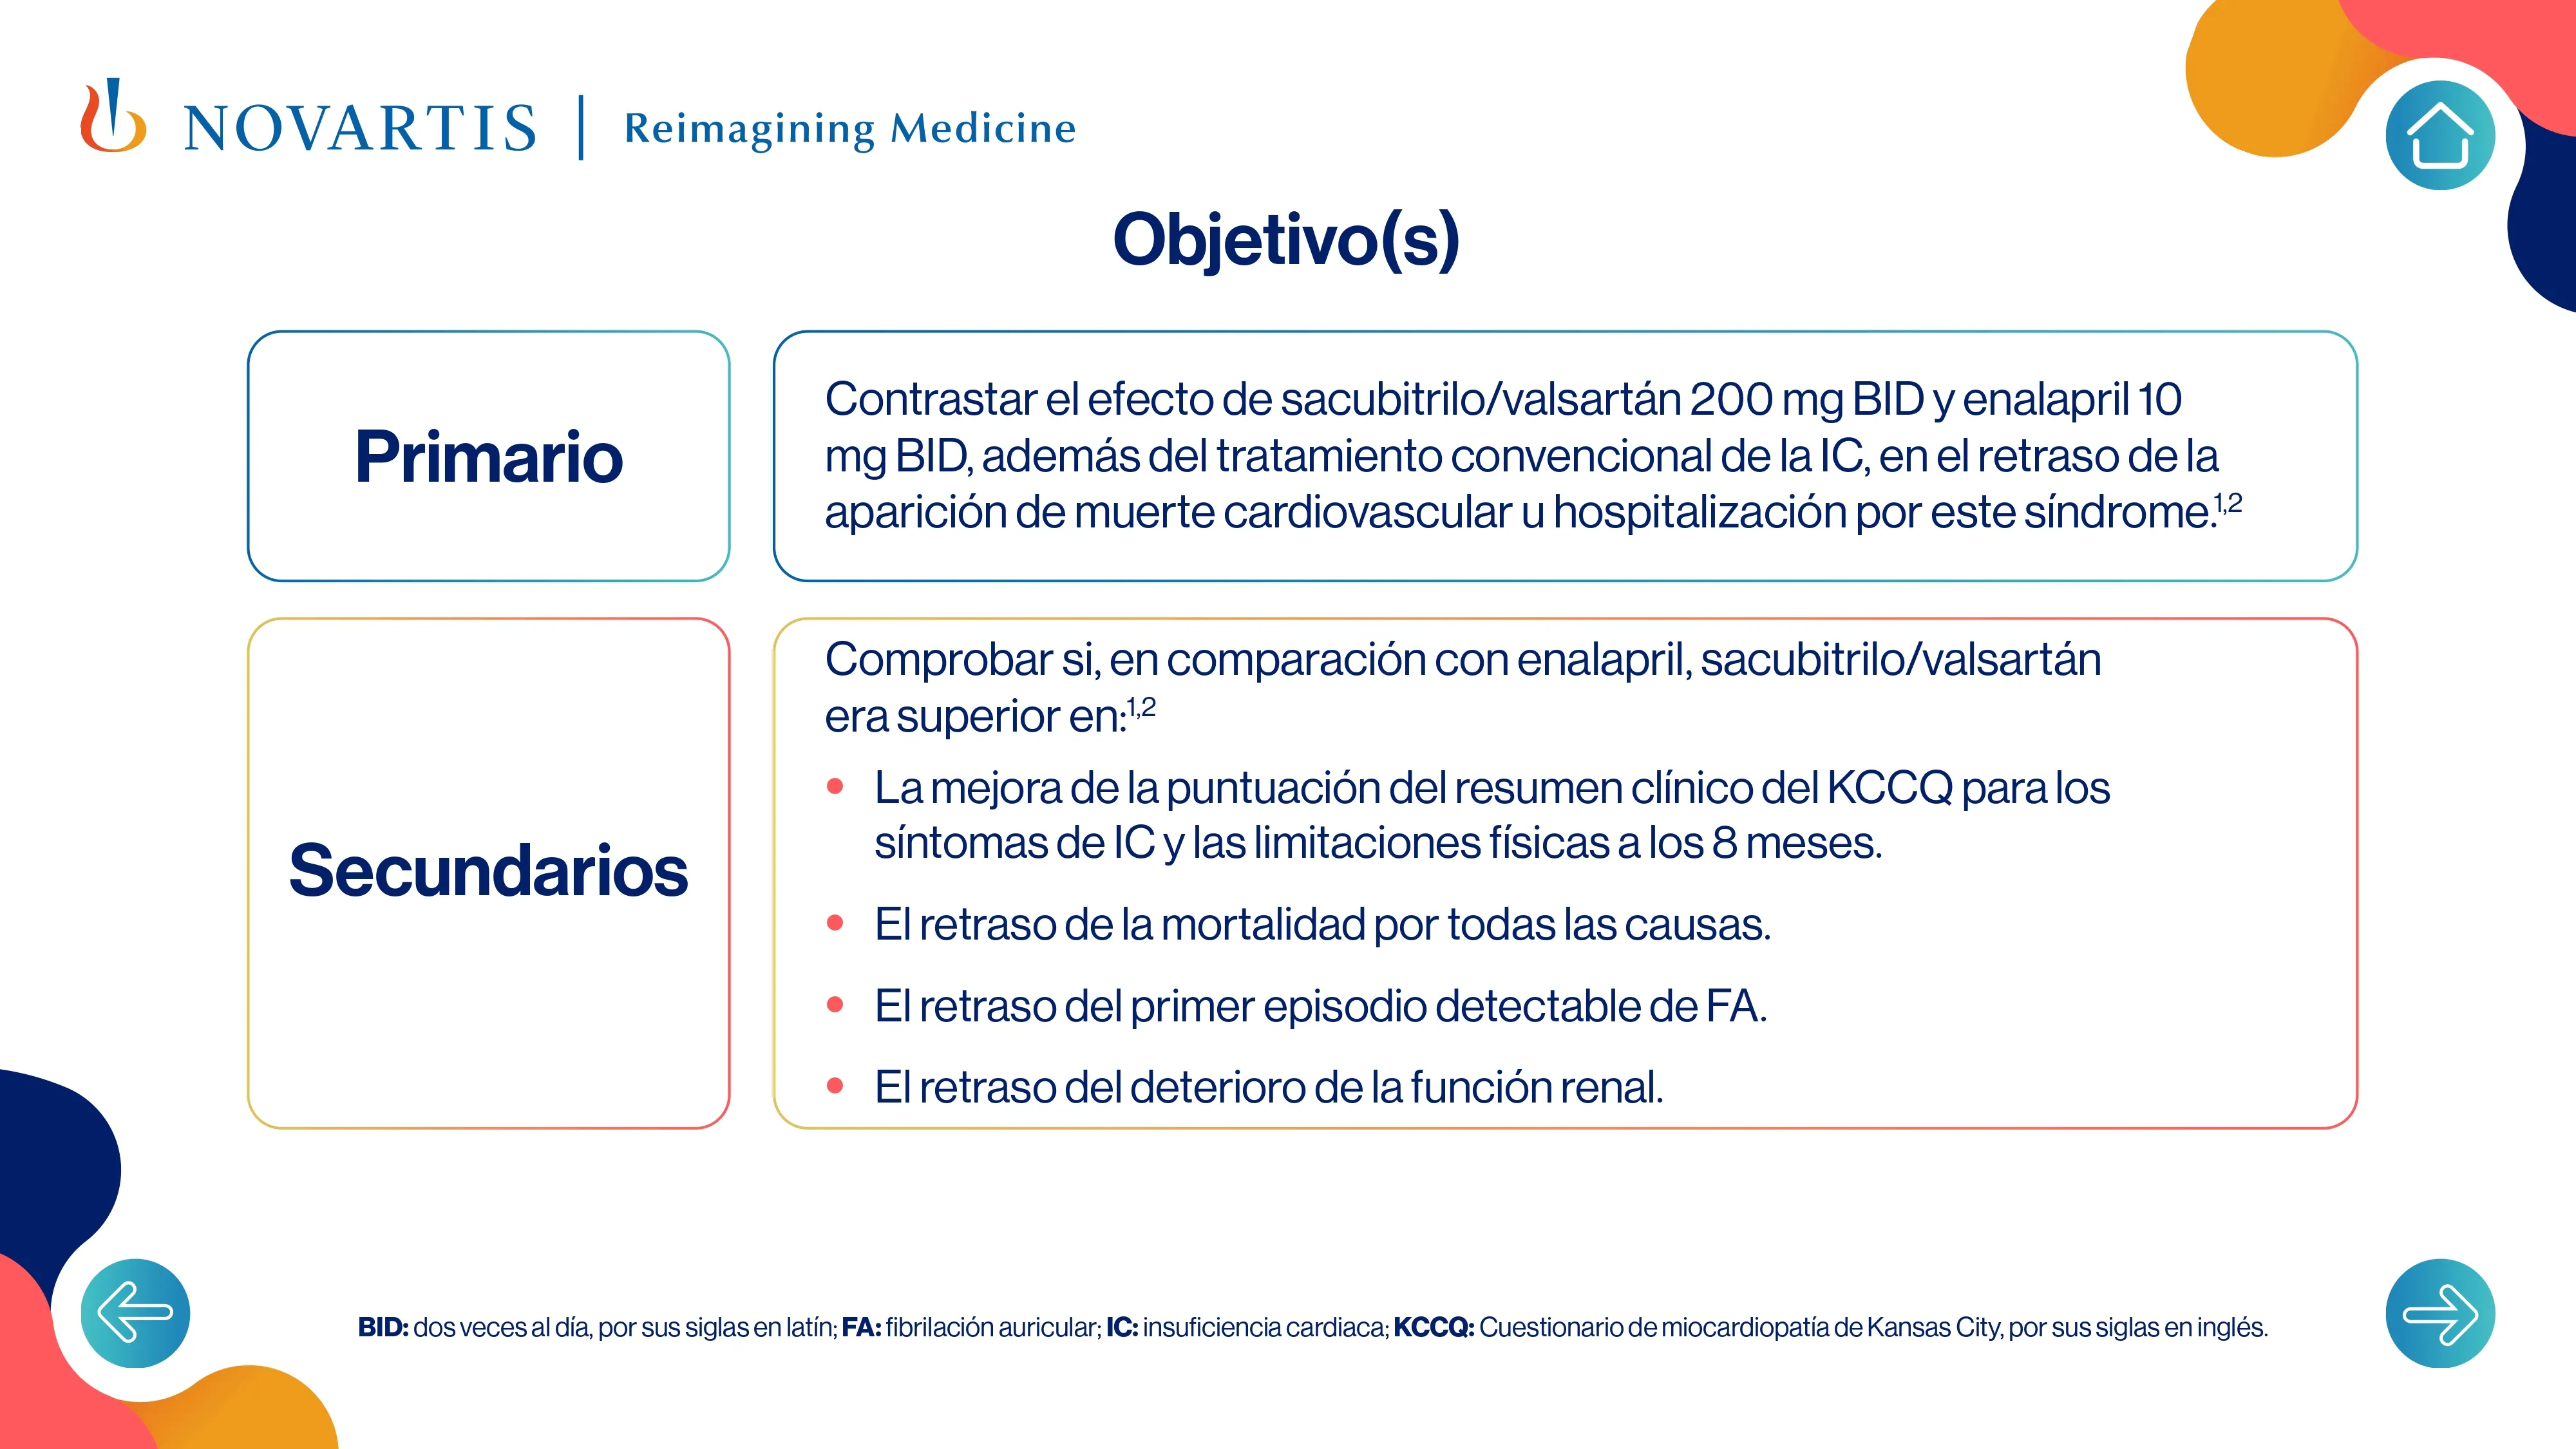 NOVARTIS | Reimagining Medicine
Objetivo(s)
Primario
Contrastar el efecto de sacubitrilo/valsartán 200 mg BID y enalapril 10
mg BID, además del tratamiento convencional de la IC, en el retraso de la
aparición de muerte cardiovascular u hospitalización por este síndrome.1,2
Secundarios
Comprobar si, en comparación con enalapril, sacubitrilo/valsartán
era superior en:1,2
• La mejora de la puntuación del resumen clínico del KCCQ para los
síntomas de IC y las limitaciones físicas a los 8 meses.
• El retraso de la mortalidad por todas las causas.
• El retraso del primer episodio detectable de FA.
• El retraso del deterioro de la función renal.
BID: dos veces al día, por sus siglas en latín; FA: fibrilación auricular; IC: insuficiencia cardiaca; KCCQ: Cuestionario de miocardiopatía de Kansas City, por sus siglas en inglés.